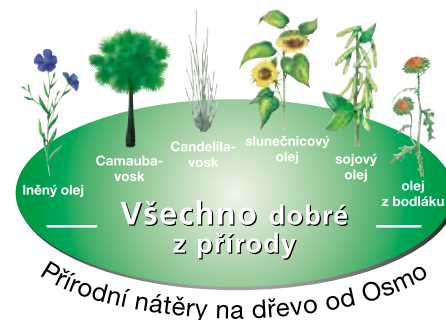 Iněný olej
Camauba-
vosk
Candelila-
vosk
slunečnicový
olej
sojový
olej
olej
z bodláku
Všechno dobré
z přírody
Přírodní nátěry na dřevo od Osmo